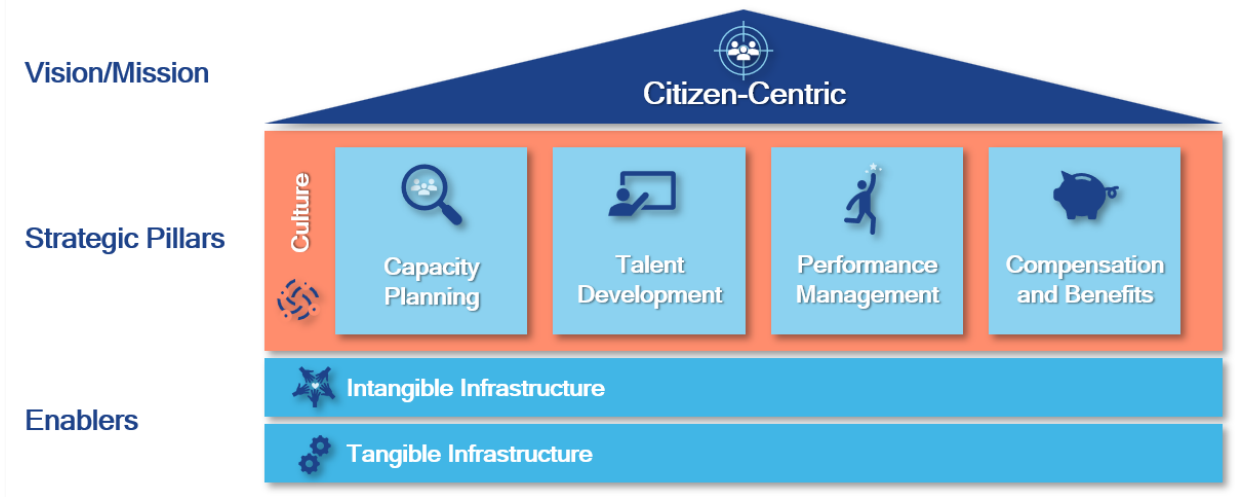 Vision/Mission
Citizen-Centric
Strategic Pillars
Culture
Capacity
Planning
Talent
Development
Performance
Management
Compensation
and Benefits
Enablers
Intangible Infrastructure
Tangible Infrastructure